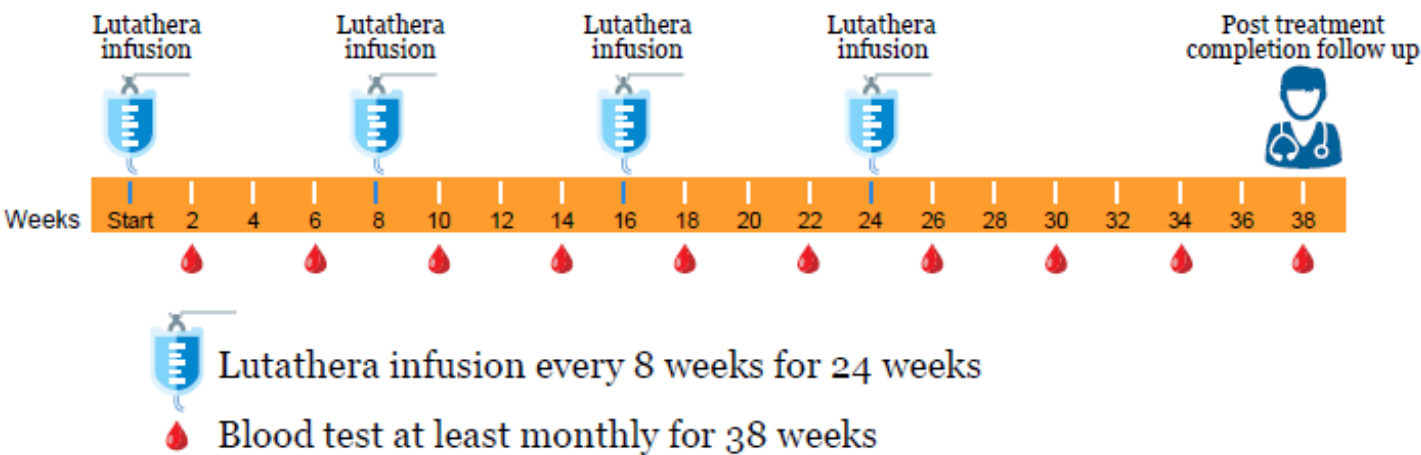 Lutathera
infusion
Lutathera
infusion
Lutathera
infusion
Lutathera
infusion
Post treatment
completion follow up
Weeks Start 2 4 6 8 10 12 14 16 18 20 22 24 26 28 30 32 34 36 38
Lutathera infusion every 8 weeks for 24 weeks
Blood test at least monthly for 38 weeks